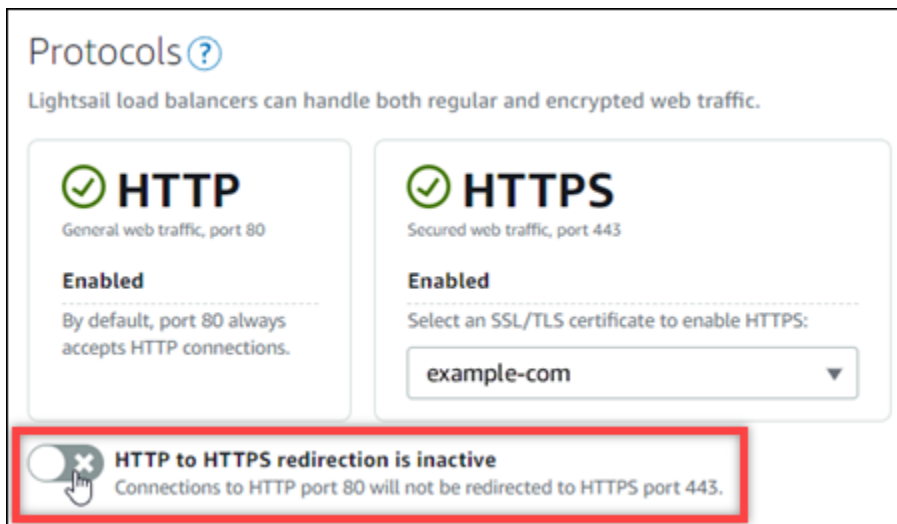 Protocols ?
Lightsail load balancers can handle both regular and encrypted web traffic.
HTTP
General web traffic, port 80
Enabled
By default, port 80 always
accepts HTTP connections.
HTTPS
Secured web traffic, port 443
Enabled
Select an SSL/TLS certificate to enable HTTPS:
example-com
HTTP to HTTPS redirection is inactive
Connections to HTTP port 80 will not be redirected to HTTPS port 443.